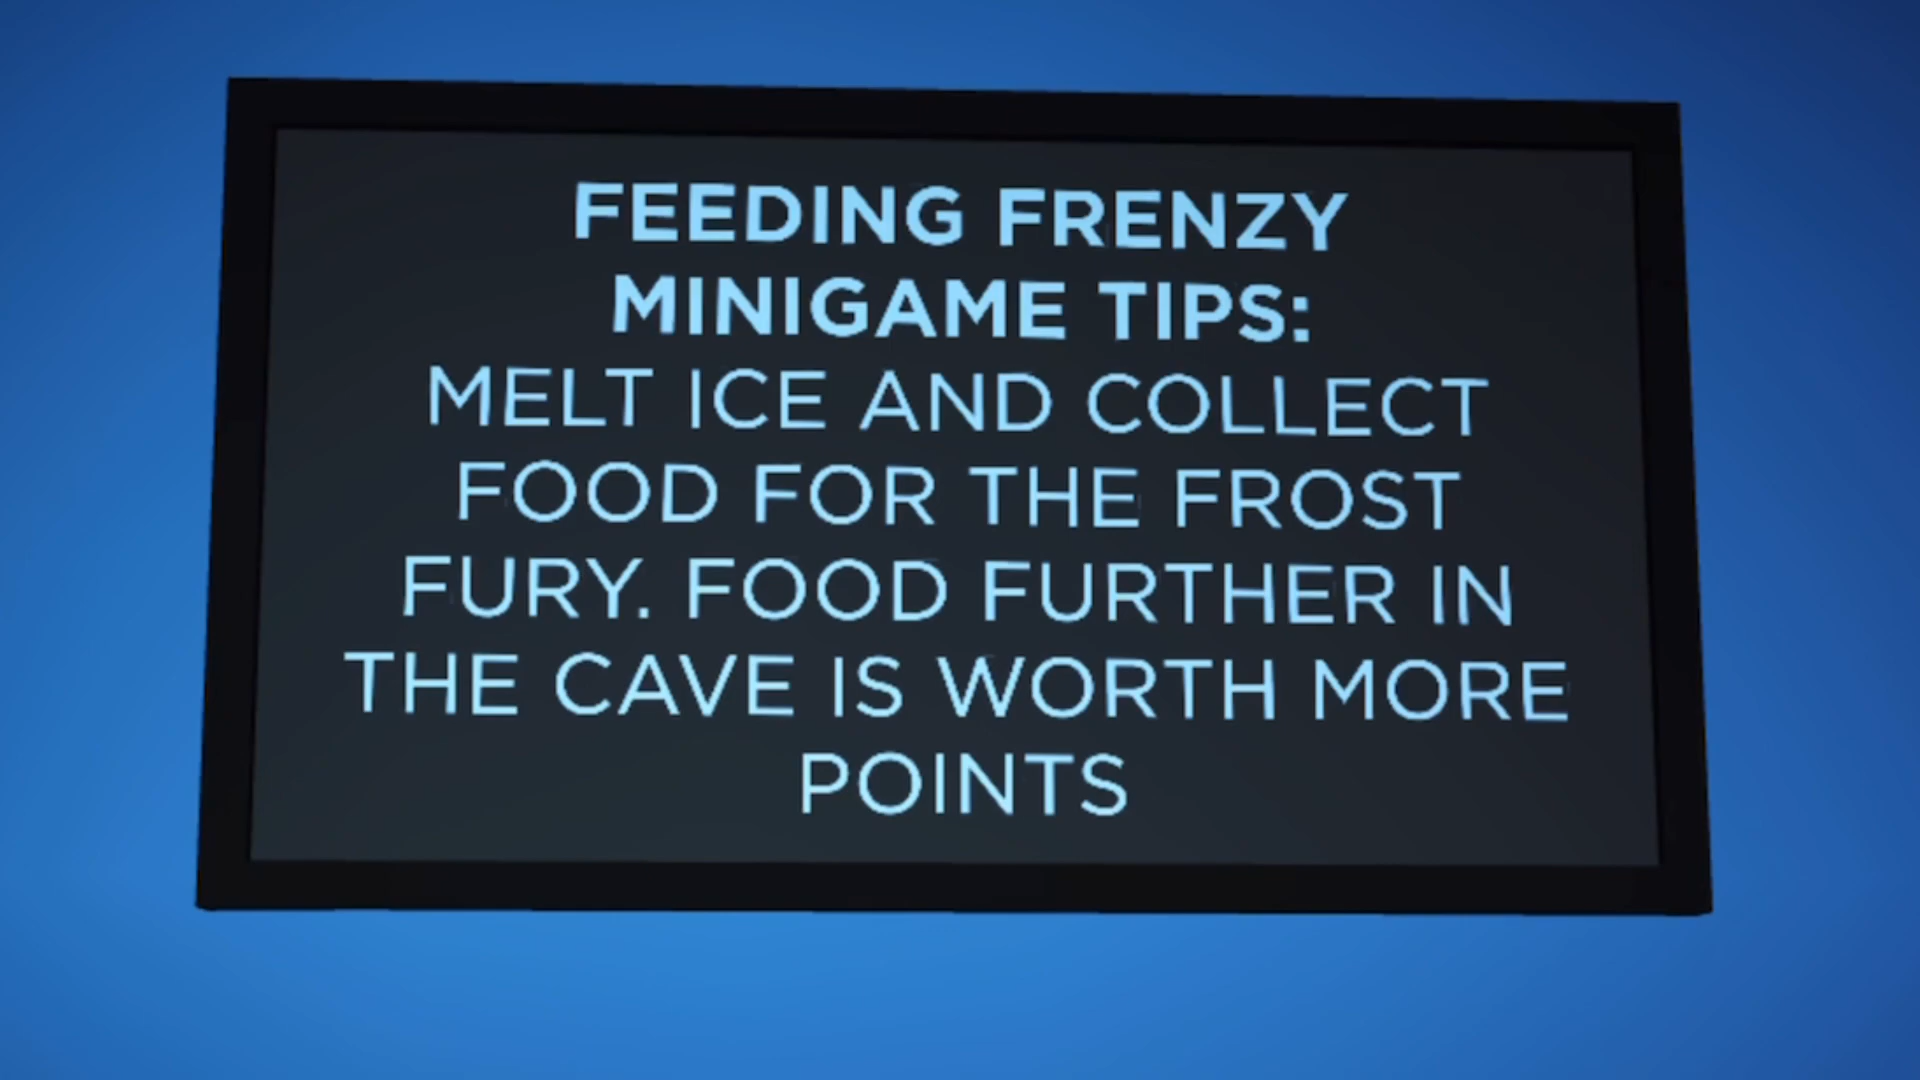 FEEDING FRENZY
MINIGAME TIPS:
MELT ICE AND COLLECT
FOOD FOR THE FROST
FURY. FOOD FURTHER IN
THE CAVE IS WORTH MORE
POINTS